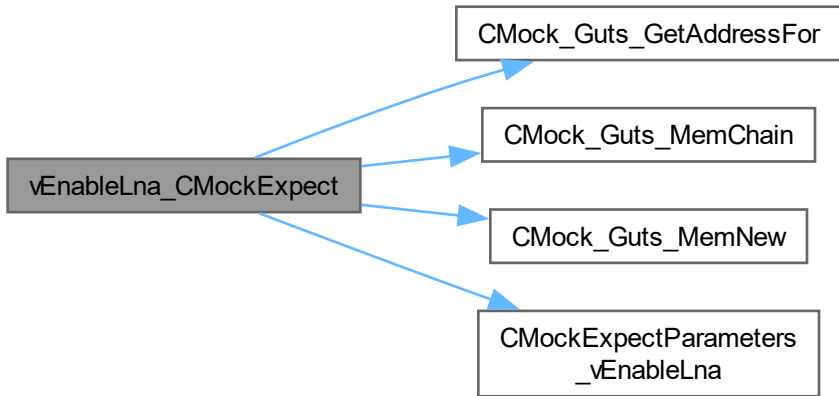 CMock_Guts_GetAddressFor
CMock_Guts_MemChain
vEnableLna_CMockExpect
CMock_Guts_MemNew
CMockExpectParameters
_vEnableLna